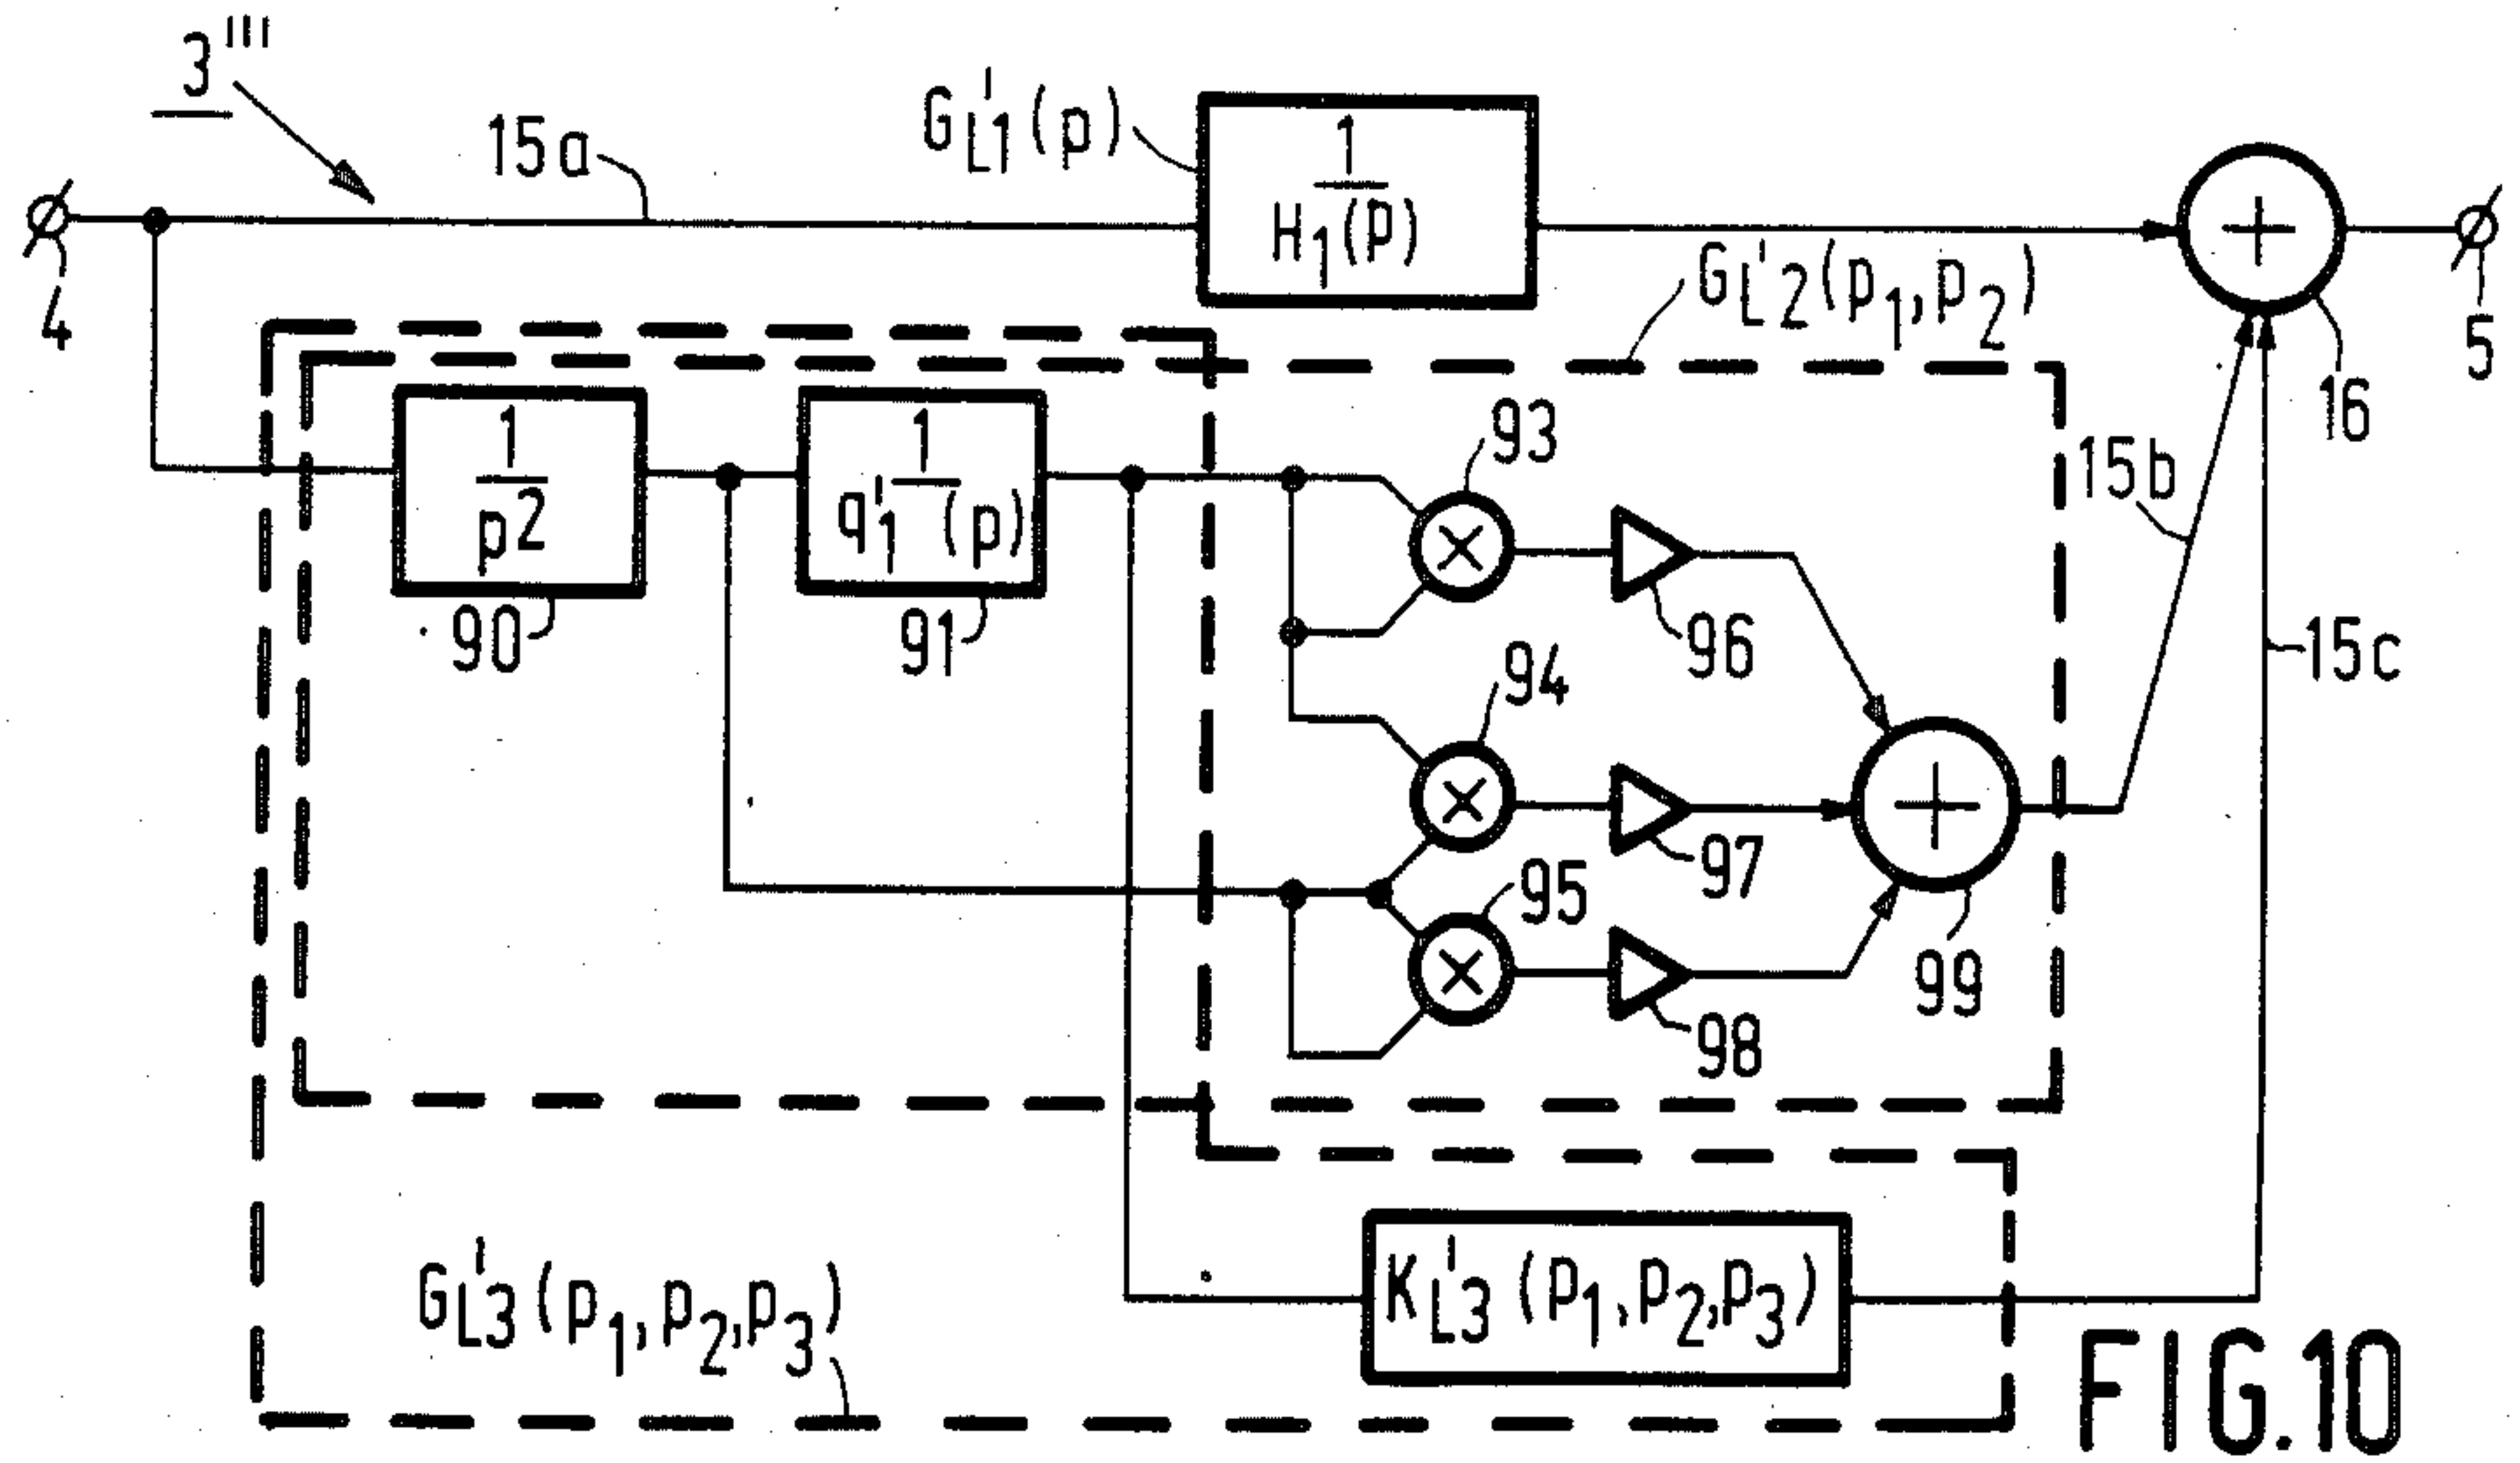 3'''
15a
G'L1(p)
1
H1(P)
4
5
16
G'L2(p1,p2)
1
p2
90
1
q'1(p)
91
93
96
94
97
95
98
99
15b
15c
G'L3(p1,p2,p3)
K'L3(p1,p2,p3)
FIG.10